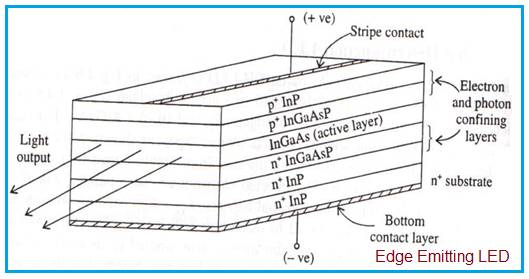 (+ ve)
Stripe contact
p⁺ InP
p⁺ InGaAsP
InGaAs (active layer)
n⁺ InGaAsP
n⁺ InP
n⁺ InP
Electron
and photon
confining
layers
Light
output
n⁺ substrate
Bottom
contact layer
(– ve)
Edge Emitting LED